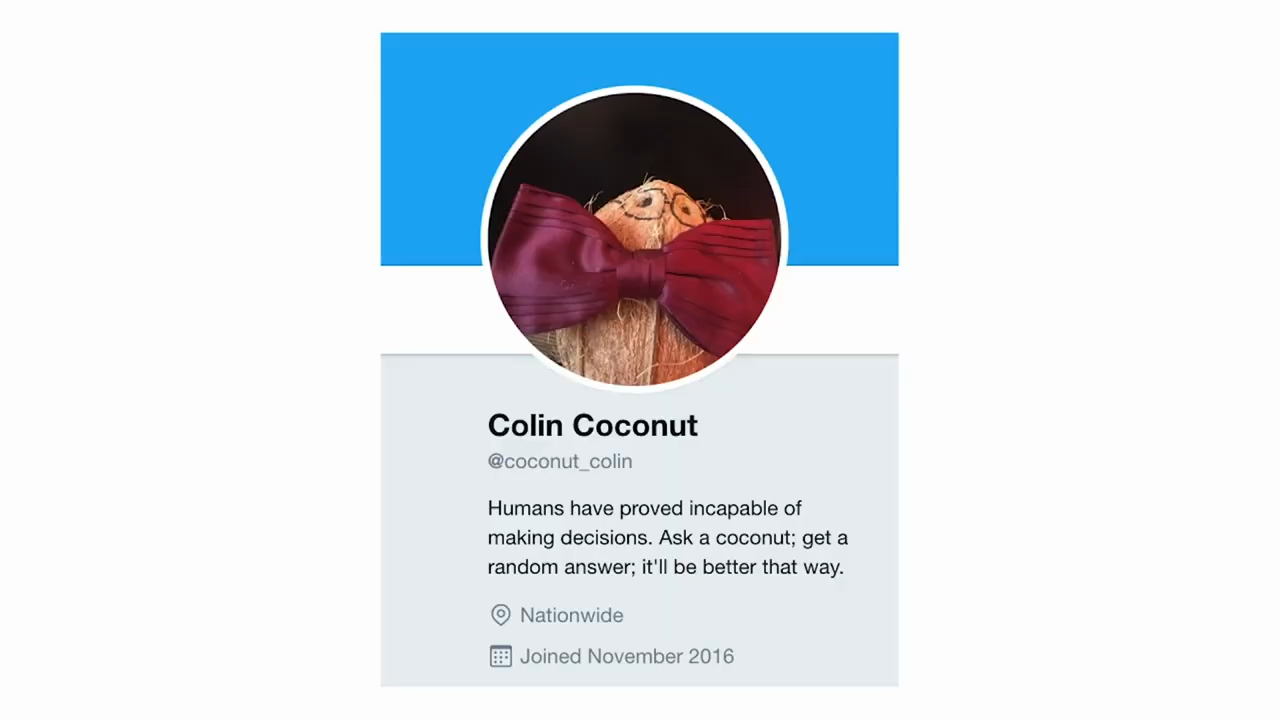 Colin Coconut
@coconut_colin
Humans have proved incapable of
making decisions. Ask a coconut; get a
random answer; it'll be better that way.
Nationwide
Joined November 2016